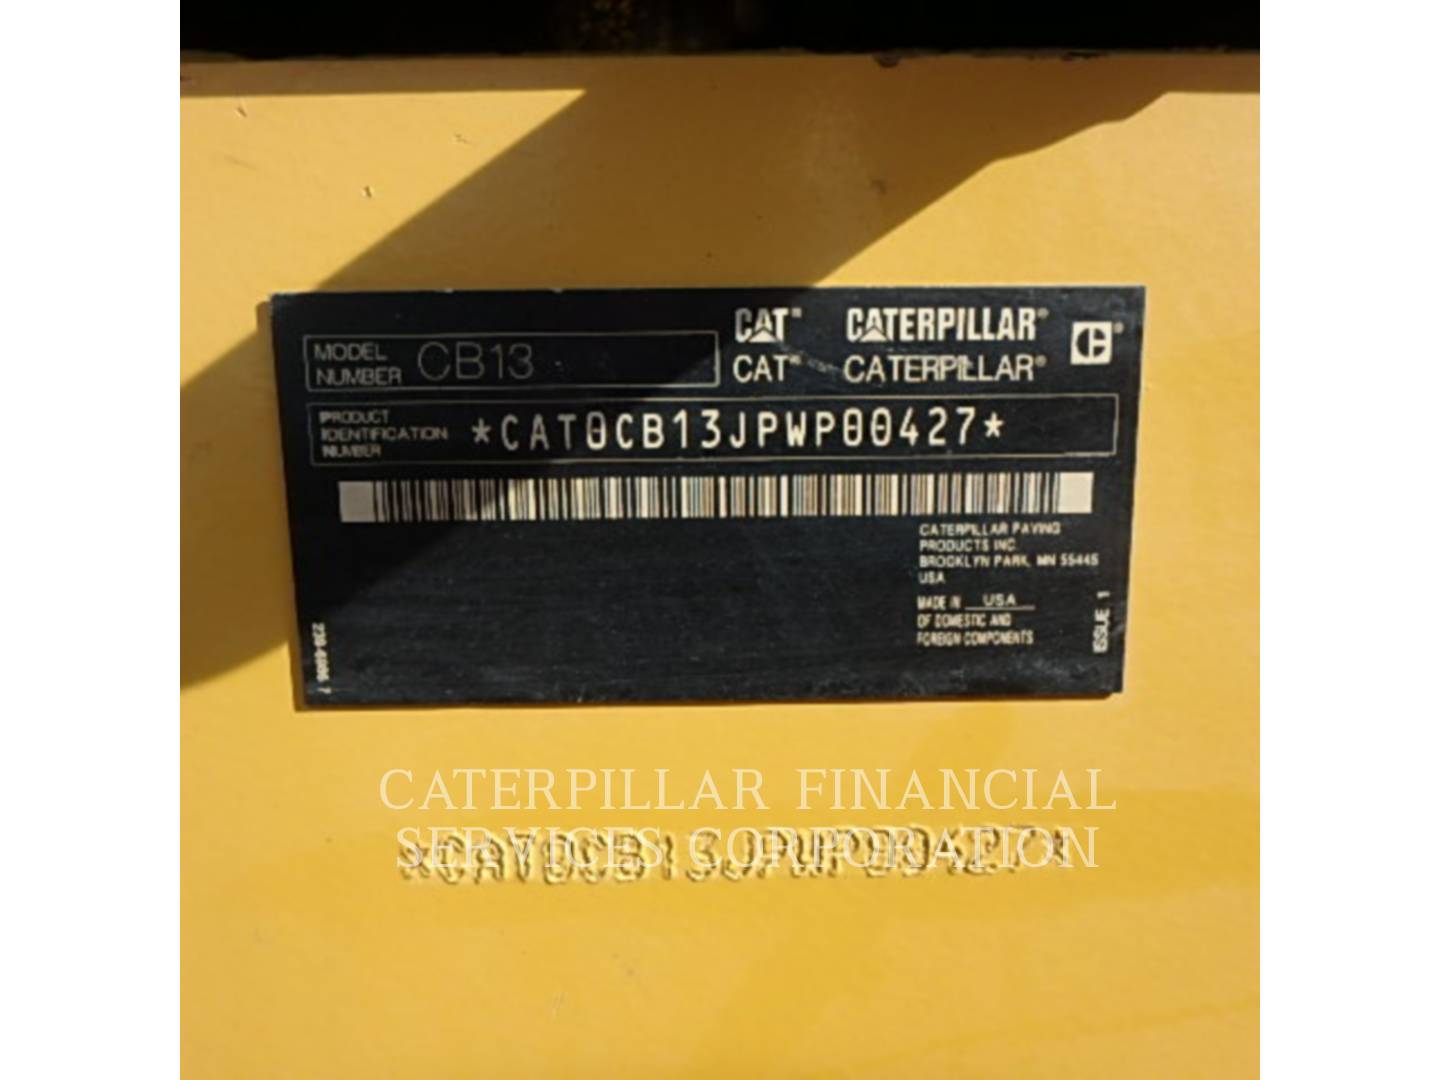 CAT® CATERPILLAR®
CAT® CATERPILLAR®
MODEL NUMBER CB13
PRODUCT IDENTIFICATION NUMBER *CAT0CB13JPWP00427*
CATERPILLAR PAVING
PRODUCTS INC.
BROOKLYN PARK, MN 55445
USA
MADE IN USA
OF DOMESTIC AND
FOREIGN COMPONENTS
ISSUE 1
CATERPILLAR FINANCIAL
SERVICES CORPORATION
*CAT0CB13JPWP00427*